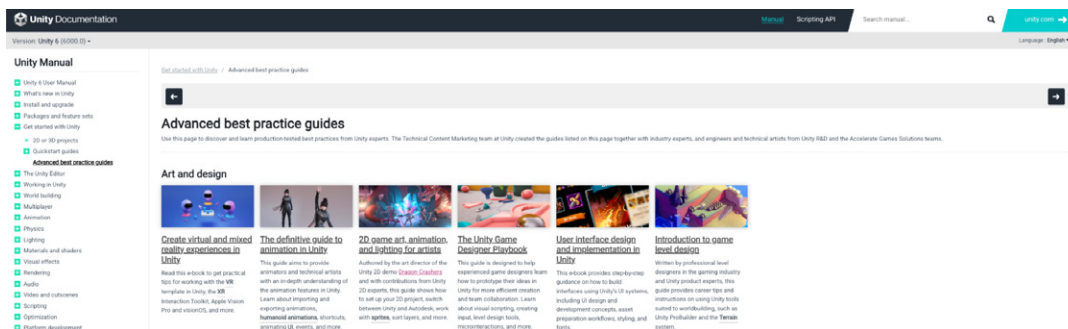 Unity Documentation
Manual
Scripting API
Search manual...
unity.com
Version: Unity 6 (6000.0)
Language: English
Unity Manual
Unity 6 User Manual
What's new in Unity
Install and upgrade
Packages and feature sets
Get started with Unity
2D or 3D projects
Quickstart guides
Advanced best practice guides
The Unity Editor
Working in Unity
World building
Multiplayer
Animation
Physics
Lighting
Materials and shaders
Visual effects
Rendering
Audio
Video and cutscenes
Scripting
Optimization
Platform development
Get started with Unity / Advanced best practice guides
Advanced best practice guides
Use this page to discover and learn production-tested best practices from Unity experts. The Technical Content Marketing team at Unity created the guides listed on this page together with industry experts, and engineers and technical artists from Unity R&D and the Accelerate Games Solutions teams.
Art and design
Create virtual and mixed
reality experiences in
Unity
Read this e-book to get practical
tips for working with the VR
template in Unity, the XR
Interaction Toolkit, Apple Vision
Pro and visionOS, and more.
The definitive guide to
animation in Unity
This guide aims to provide
animators and technical artists
with an in-depth understanding of
the animation features in Unity.
Learn about importing and
exporting animations,
humanoid animations, shortcuts,
animating UI, events, and more
2D game art, animation,
and lighting for artists
Authored by the art director of the
Unity 2D demo Dragon Crashers
and with contributions from Unity
2D experts, this guide shows how
to set up your 2D project, switch
between Unity and Autodesk, work
with sprites, sort layers, and more
The Unity Game
Designer Playbook
This guide is designed to help
experienced game designers learn
how to prototype their ideas in
Unity for more efficient creation
and team collaboration. Learn
about visual scripting, creating
input, level design tools,
microinteractions, and more.
User interface design
and implementation in
Unity
This e-book provides step-by-step
guidance on how to build
interfaces using Unity's UI systems,
including UI design and
development concepts, asset
preparation workflows, styling, and
fonts.
Introduction to game
level design
Written by professional level
designers in the gaming industry
and Unity product experts, this
guide provides career tips and
instructions on using Unity tools
suited to worldbuilding, such as
Unity ProBuilder and the Terrain
system.